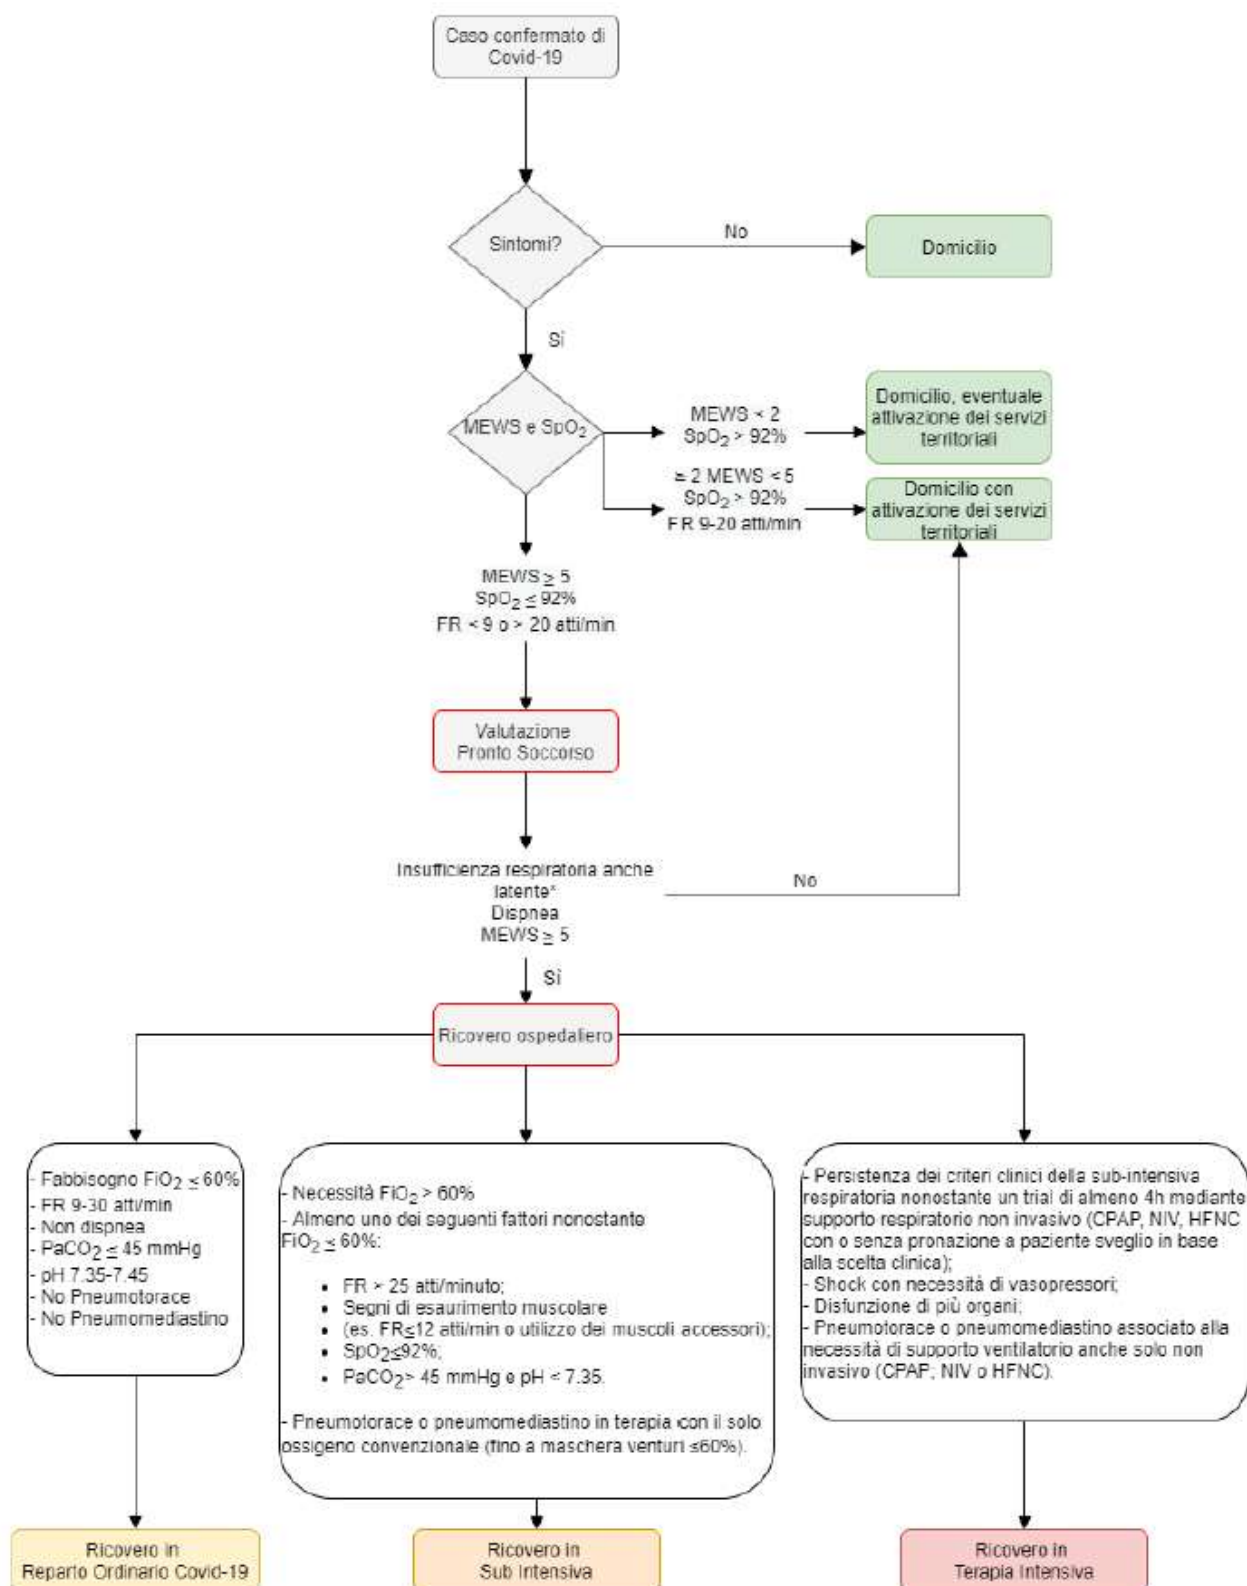 Caso confermato di
Covid-19
Sintomi?
No
Domicilio
Sì
MEWS e SpO2
MEWS < 2
SpO2 > 92%
Domicilio, eventuale
attivazione dei servizi
territoriali
≥ 2 MEWS < 5
SpO2 > 92%
FR 9-20 atti/min
Domicilio con
attivazione dei servizi
territoriali
MEWS ≥ 5
SpO2 ≤ 92%
FR < 9 o > 20 atti/min
Valutazione
Pronto Soccorso
Insufficienza respiratoria anche
latente*
Dispnea
MEWS ≥ 5
No
Sì
Ricovero ospedaliero
- Fabbisogno FiO2 ≤ 60%
- FR 9-30 atti/min
- Non dispnea
- PaCO2 ≤ 45 mmHg
- pH 7.35-7.45
- No Pneumotorace
- No Pneumomediastino
- Necessità FiO2 > 60%
- Almeno uno dei seguenti fattori nonostante
FiO2 ≤ 60%:
• FR > 25 atti/minuto;
• Segni di esaurimento muscolare
• (es. FR≤12 atti/min o utilizzo dei muscoli accessori);
• SpO2≤92%;
• PaCO2> 45 mmHg e pH < 7.35.
- Pneumotorace o pneumomediastino in terapia con il solo
ossigeno convenzionale (fino a maschera venturi ≤60%).
- Persistenza dei criteri clinici della sub-intensiva
respiratoria nonostante un trial di almeno 4h mediante
supporto respiratorio non invasivo (CPAP, NIV, HFNC
con o senza pronazione a paziente sveglio in base
alla scelta clinica);
- Shock con necessità di vasopressori;
- Disfunzione di più organi;
- Pneumotorace o pneumomediastino associato alla
necessità di supporto ventilatorio anche solo non
invasivo (CPAP; NIV o HFNC).
Ricovero in
Reparto Ordinario Covid-19
Ricovero in
Sub Intensiva
Ricovero in
Terapia Intensiva